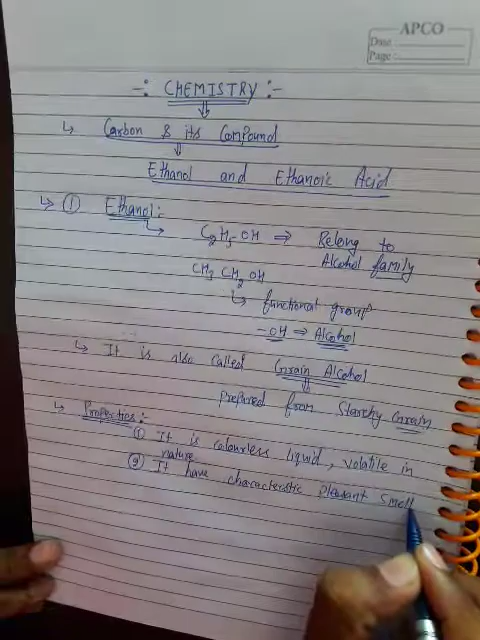 APCO
Date:
Page:
-: CHEMISTRY :-
↳ Carbon & its Compound
Ethanol and Ethanoic Acid
↳ ① Ethanol:
C2H5-OH ⇒ Belong to
Alcohol family
CH3 CH2 OH
↳ functional group
-OH ⇒ Alcohol
↳ It is also called Grain Alcohol
Prepared from Starchy Grain
↳ Properties:-
① It is colourless liquid, volatile in
nature
② It have characteristic pleasant smell